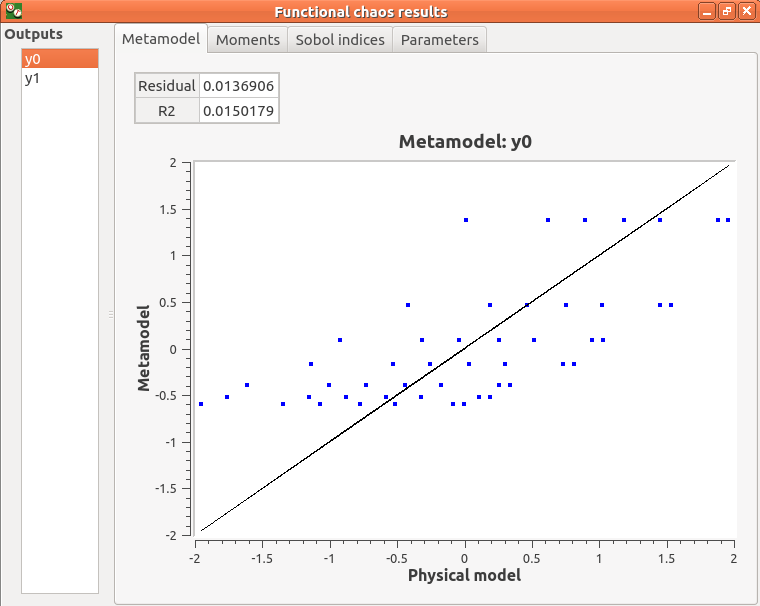 Functional chaos results
Outputs
y0
y1
Metamodel Moments Sobol indices Parameters
Residual 0.0136906
R2 0.0150179
Metamodel: y0
2
1.5
1
0.5
0
-0.5
-1
-1.5
-2
Metamodel
-2 -1.5 -1 -0.5 0 0.5 1 1.5 2
Physical model